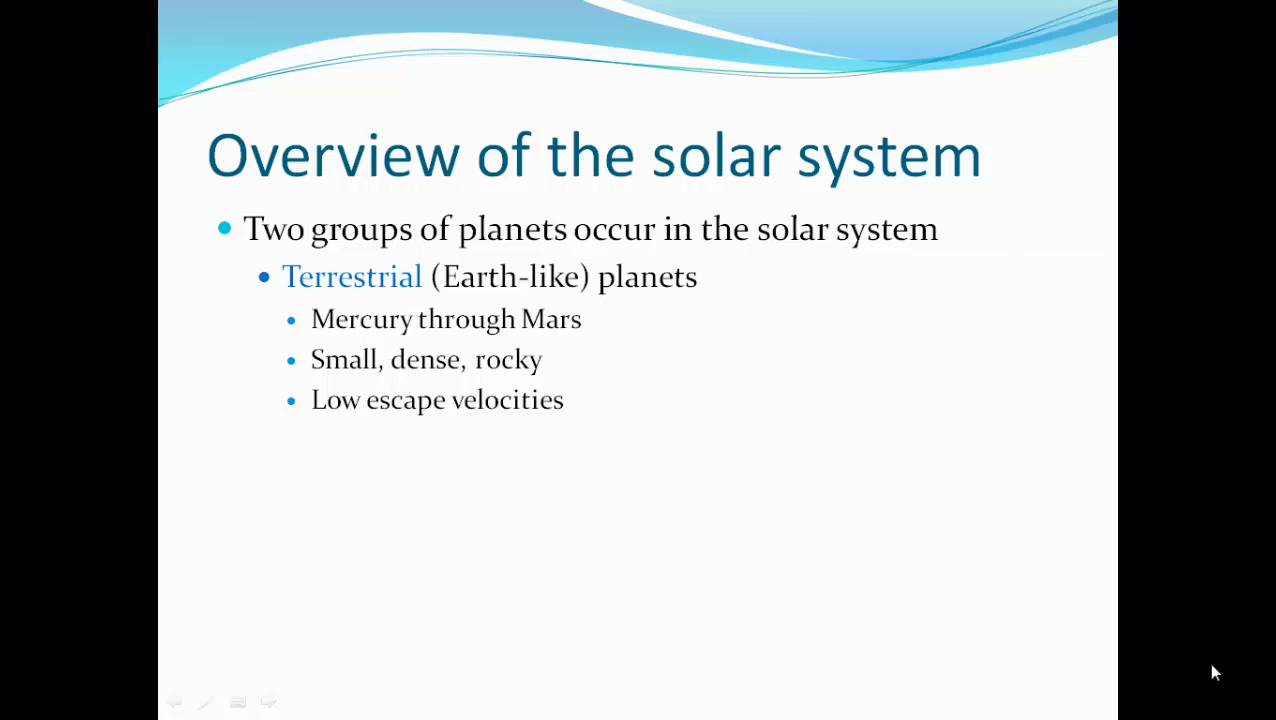 Overview of the solar system
Two groups of planets occur in the solar system
Terrestrial (Earth-like) planets
Mercury through Mars
Small, dense, rocky
Low escape velocities